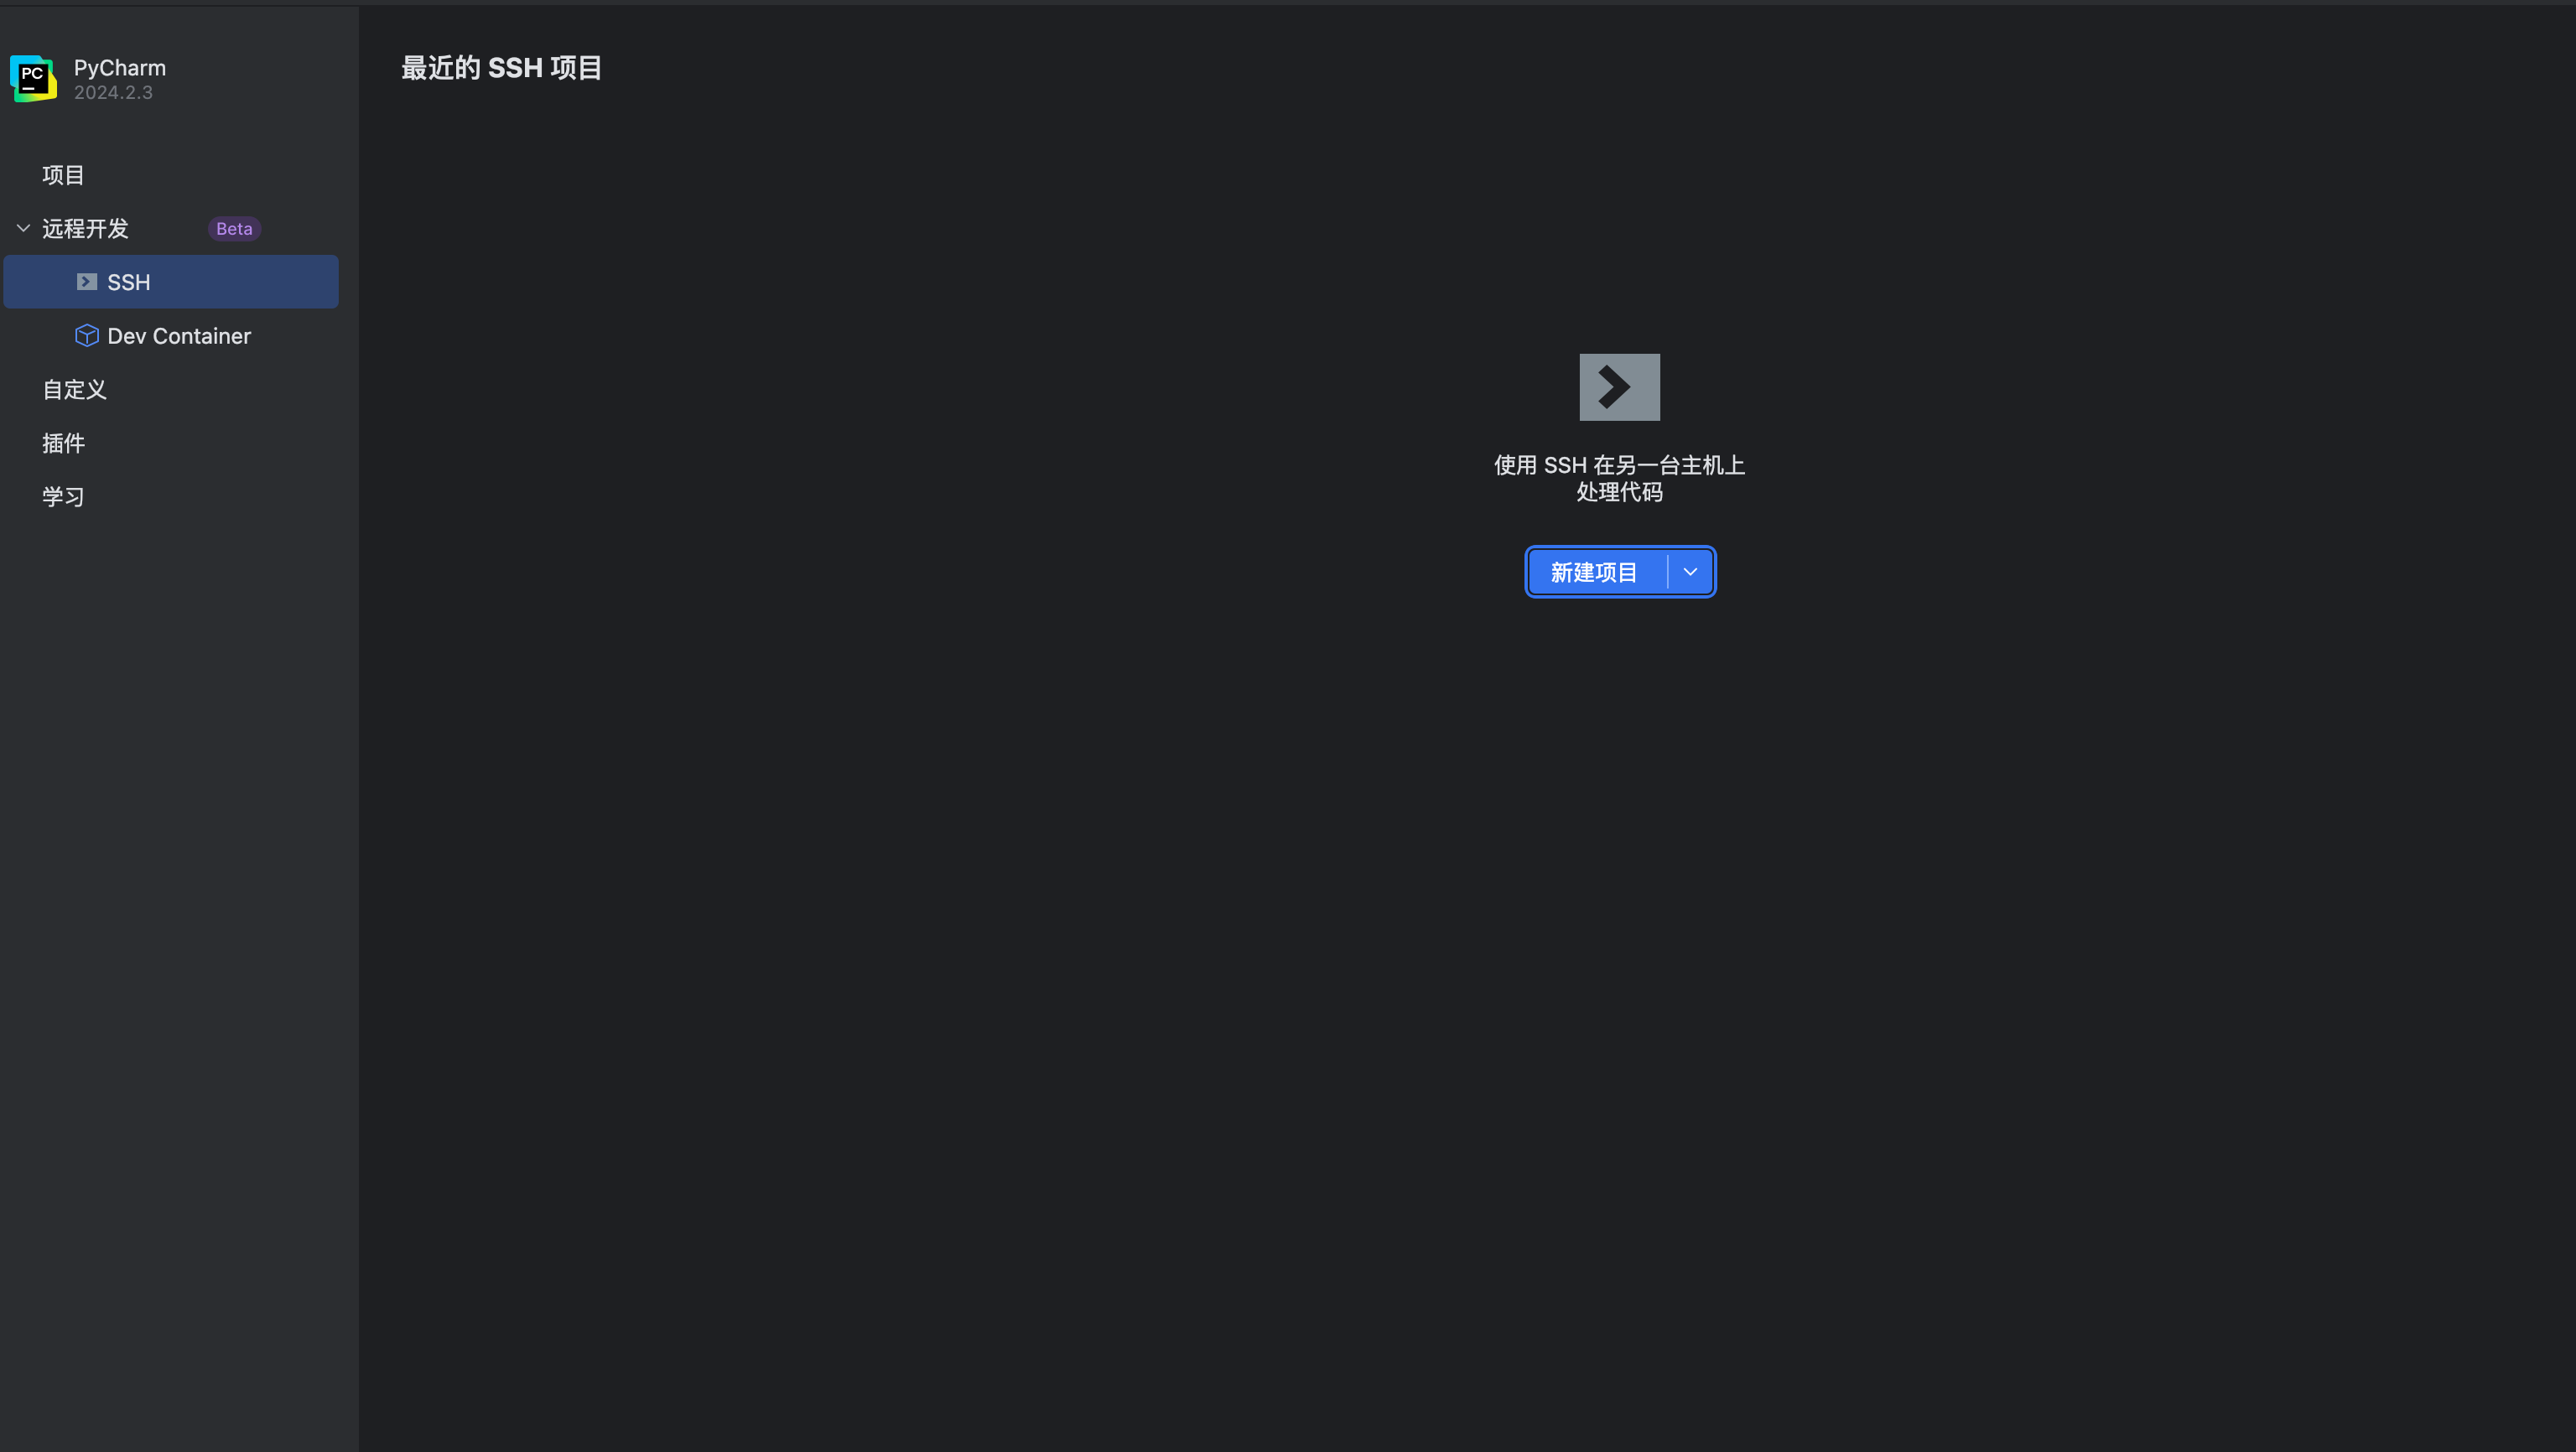 PC
PyCharm
2024.2.3
项目
远程开发 Beta
SSH
Dev Container
自定义
插件
学习
最近的 SSH 项目
使用 SSH 在另一台主机上
处理代码
新建项目